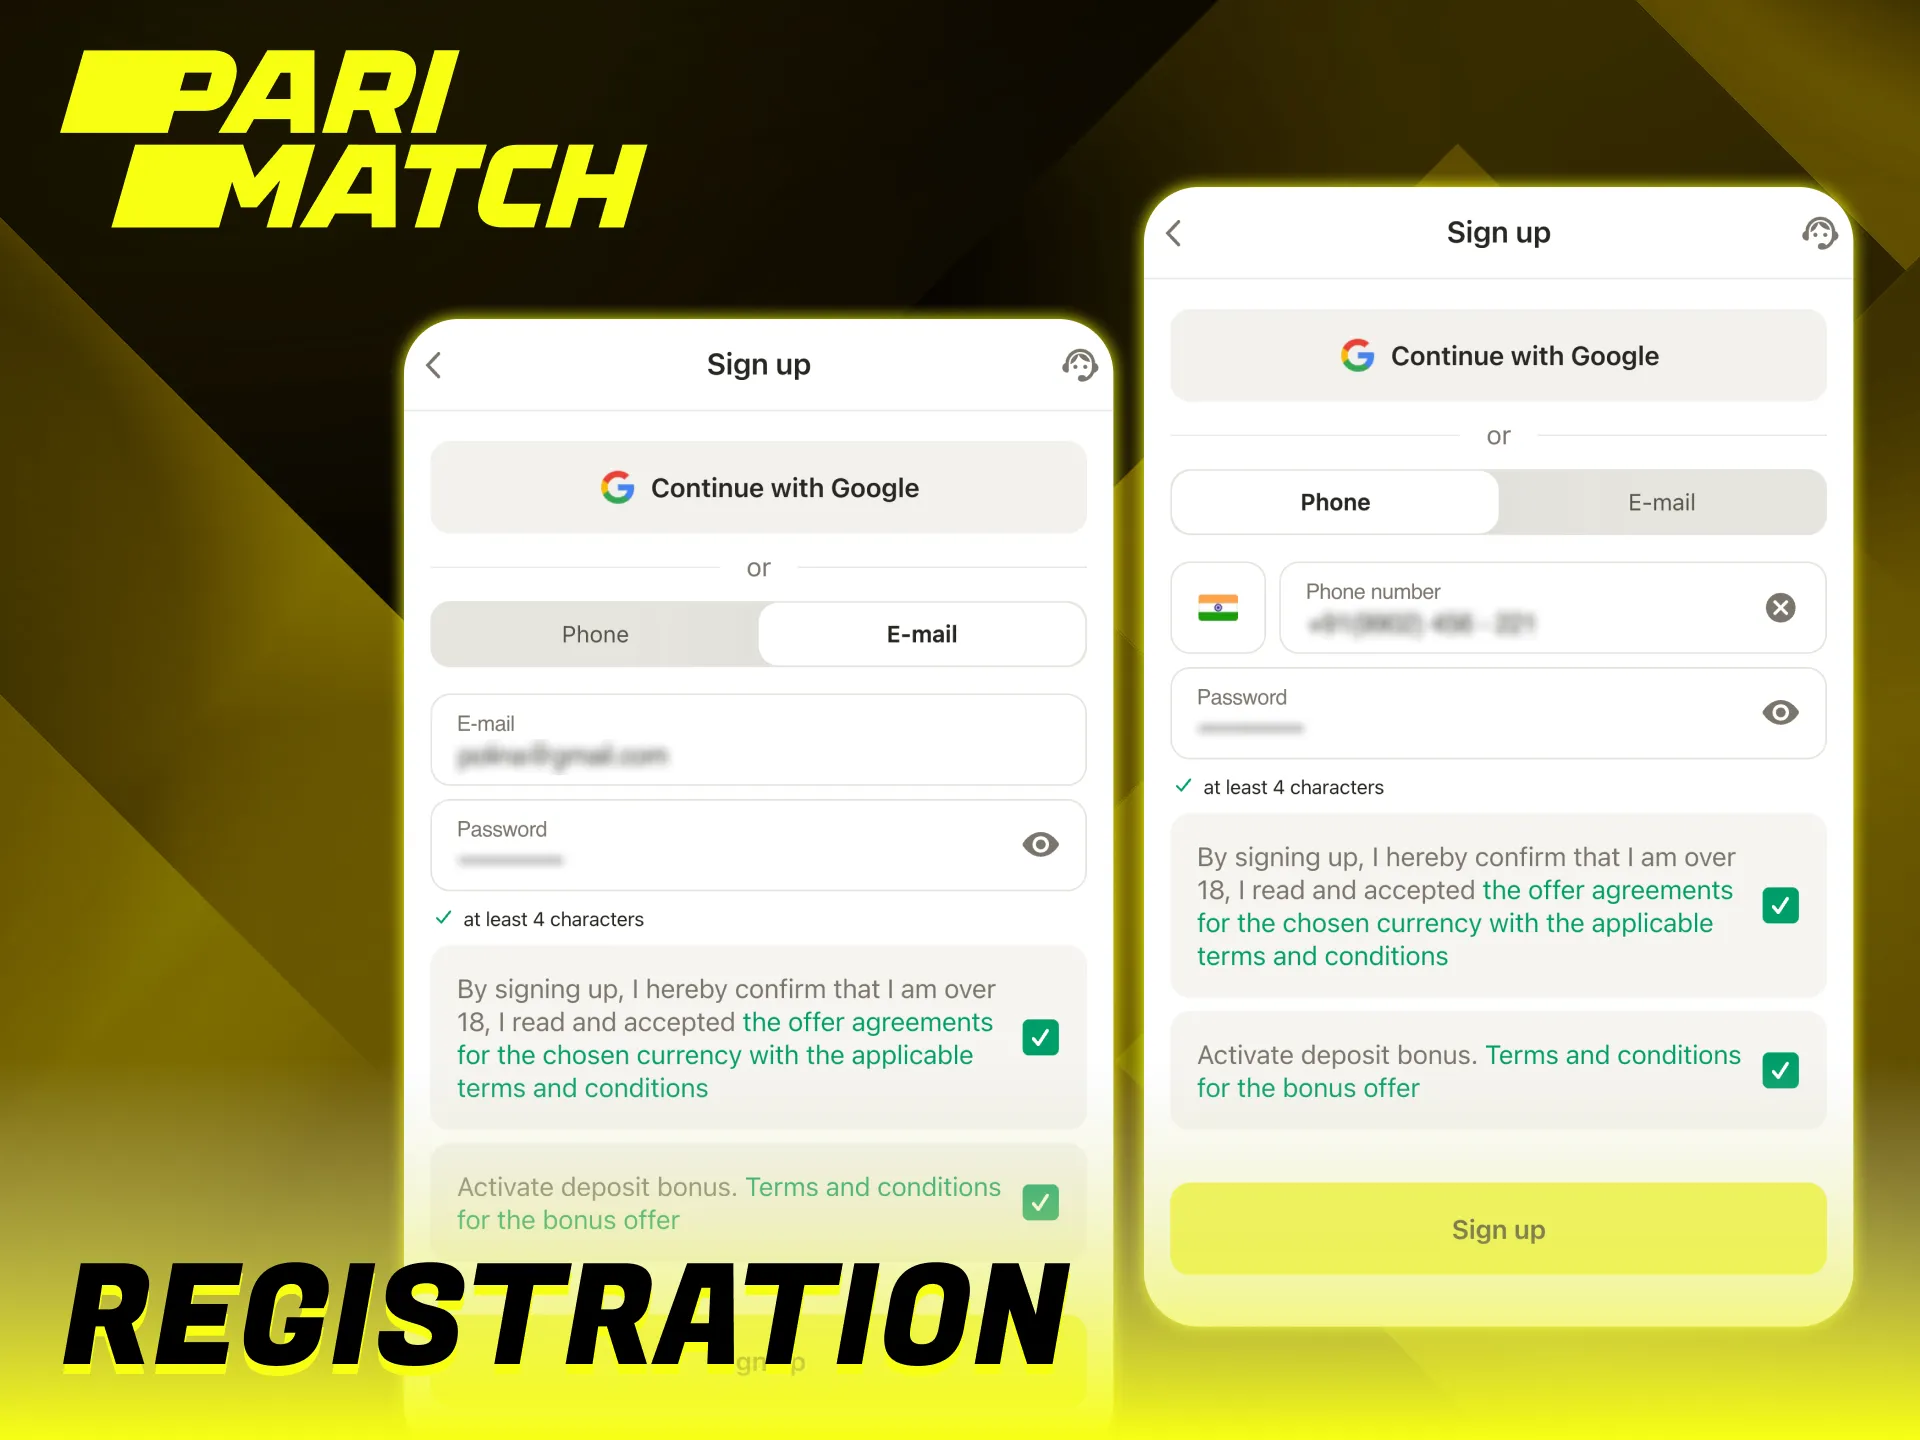 PARI
MATCH
Sign up
Continue with Google
or
Phone
E-mail
E-mail
Password
at least 4 characters
By signing up, I hereby confirm that I am over
18, I read and accepted the offer agreements
for the chosen currency with the applicable
terms and conditions
Activate deposit bonus. Terms and conditions
for the bonus offer
REGISTRATION
Sign up
Continue with Google
or
Phone
E-mail
Phone number
Password
at least 4 characters
By signing up, I hereby confirm that I am over
18, I read and accepted the offer agreements
for the chosen currency with the applicable
terms and conditions
Activate deposit bonus. Terms and conditions
for the bonus offer
Sign up